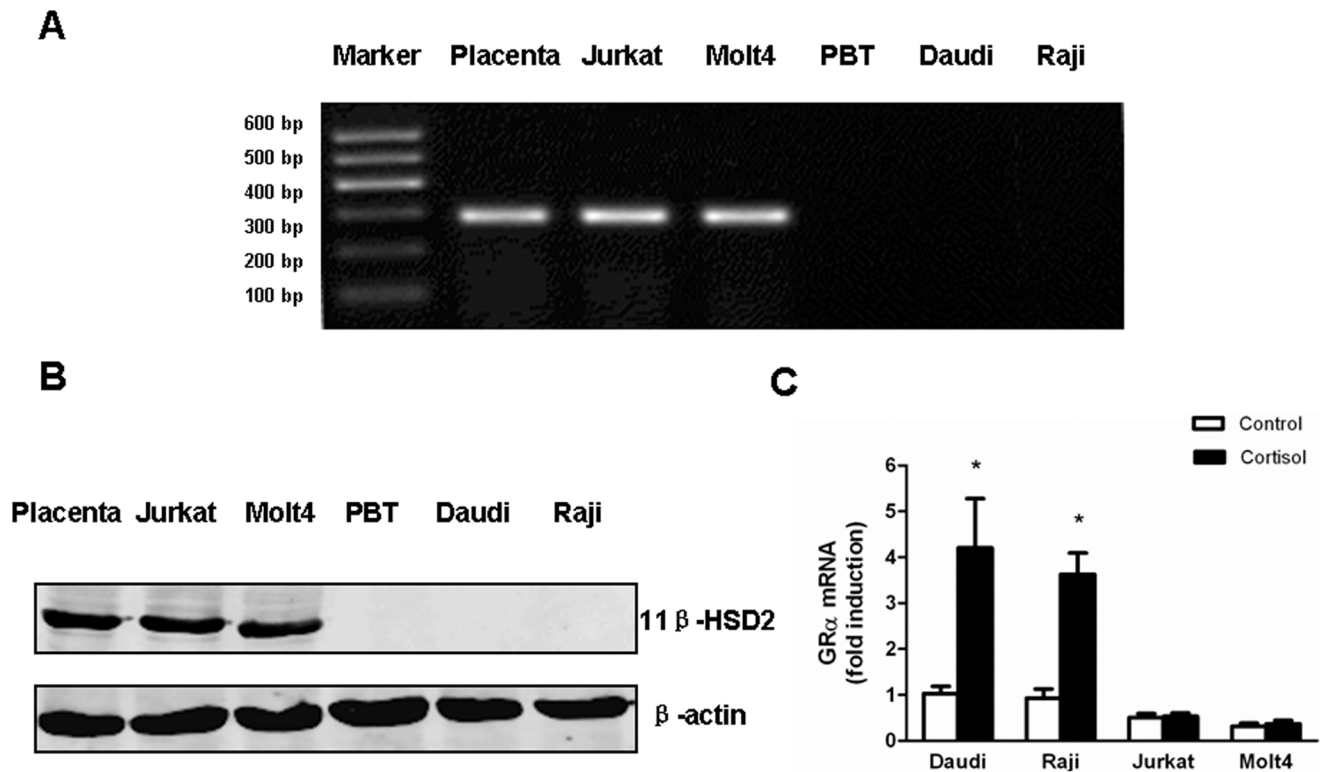 A
Marker Placenta Jurkat Molt4 PBT Daudi Raji
600 bp
500 bp
400 bp
300 bp
200 bp
100 bp
B
Placenta Jurkat Molt4 PBT Daudi Raji
11 β-HSD2
β-actin
C
Control
Cortisol
GRα mRNA
(fold induction)
6
5
4
3
2
1
0
* *
Daudi Raji Jurkat Molt4